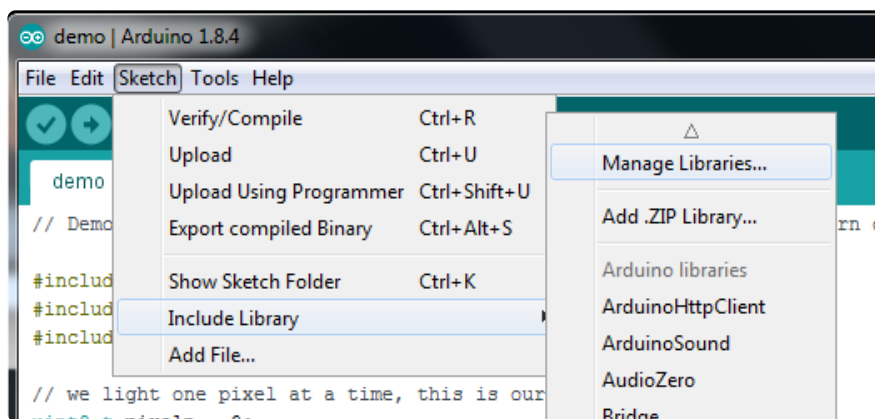 demo | Arduino 1.8.4
File Edit Sketch Tools Help
Verify/Compile Ctrl+R
Upload Ctrl+U
Upload Using Programmer Ctrl+Shift+U
Export compiled Binary Ctrl+Alt+S
Show Sketch Folder Ctrl+K
Include Library
Add File...
Manage Libraries...
Add .ZIP Library...
Arduino libraries
ArduinoHttpClient
ArduinoSound
AudioZero
Bridge
demo
// Demo
rn
#includ
#includ
#includ
// we light one pixel at a time, this is our